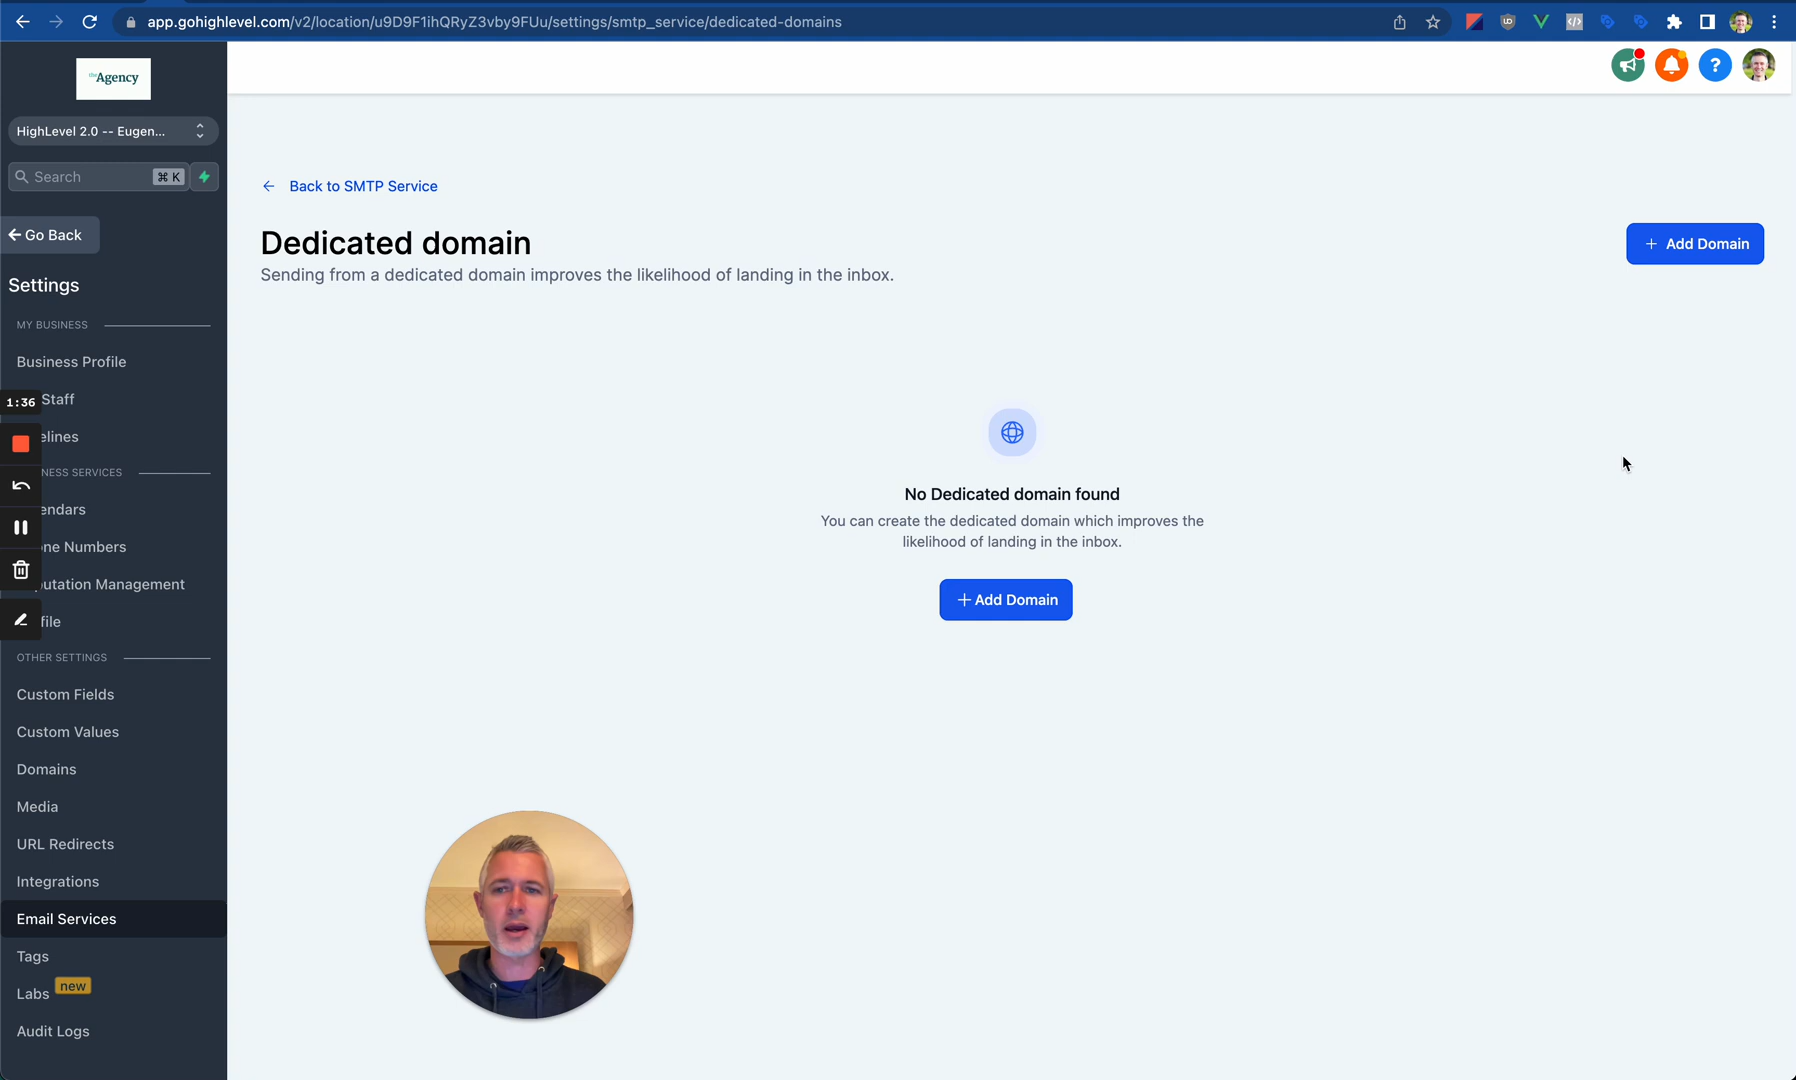 app.gohighlevel.com/v2/location/u9D9F1ihQRyZ3vby9FUu/settings/smtp_service/dedicated-domains
the Agency
HighLevel 2.0 -- Eugen...
Search ⌘ K
Go Back
Settings
MY BUSINESS
Business Profile
1:36
Staff
elines
NESS SERVICES
endars
ne Numbers
utation Management
file
OTHER SETTINGS
Custom Fields
Custom Values
Domains
Media
URL Redirects
Integrations
Email Services
Tags
Labs new
Audit Logs
Back to SMTP Service
Dedicated domain
+ Add Domain
Sending from a dedicated domain improves the likelihood of landing in the inbox.
No Dedicated domain found
You can create the dedicated domain which improves the
likelihood of landing in the inbox.
+ Add Domain